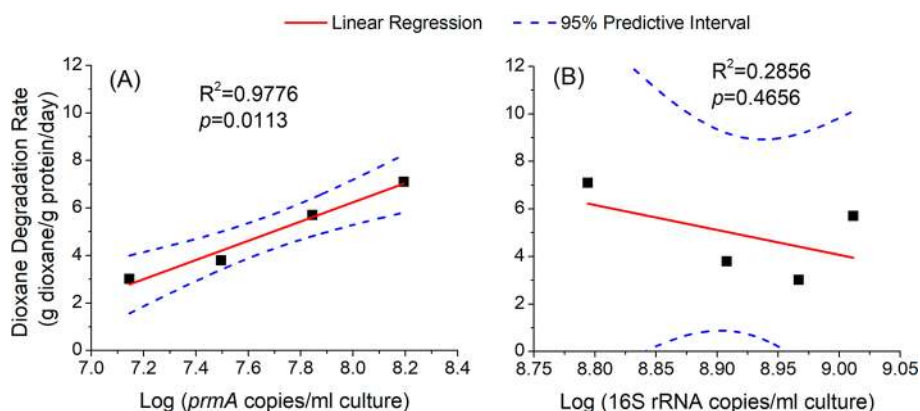 Linear Regression
95% Predictive Interval
Dioxane Degradation Rate
(g dioxane/g protein/day)
12
10
8
6
4
2
0
(A)
R²=0.9776
p=0.0113
7.0
7.2
7.4
7.6
7.8
8.0
8.2
8.4
Log (prmA copies/ml culture)
12
10
8
6
4
2
0
(B)
R²=0.2856
p=0.4656
8.75
8.80
8.85
8.90
8.95
9.00
9.05
Log (16S rRNA copies/ml culture)